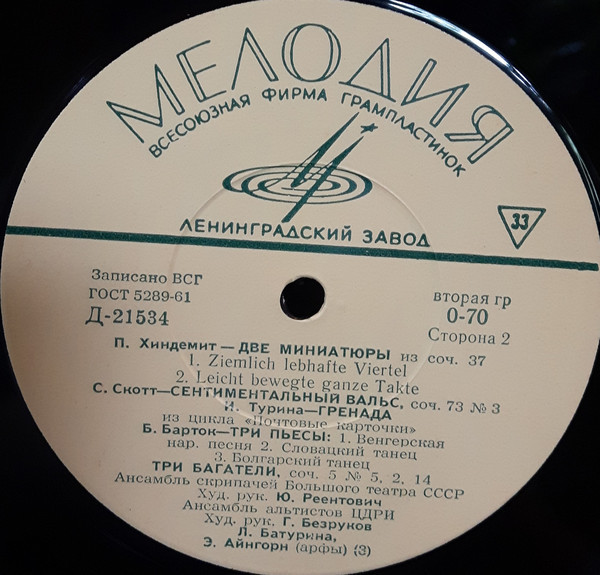 МЕЛОДИЯ
ВСЕСОЮЗНАЯ ФИРМА ГРАМПЛАСТИНОК
ЛЕНИНГРАДСКИЙ ЗАВОД
33
Записано ВСГ
ГОСТ 5289-61
Д-21534
вторая гр
0-70
Сторона 2
П. Хиндемит — ДВЕ МИНИАТЮРЫ из соч. 37
1. Ziemlich lebhafte Viertel
2. Leicht bewegte ganze Takte
С. Скотт—СЕНТИМЕНТАЛЬНЫЙ ВАЛЬС, соч. 73 № 3
И. Турина—ГРЕНАДА
из цикла «Почтовые карточки»
Б. Барток—ТРИ ПЬЕСЫ: 1. Венгерская
нар. песня 2. Словацкий танец
3. Болгарский танец
ТРИ БАГАТЕЛИ, соч. 5 № 5, 2, 14
Ансамбль скрипачей Большого театра СССР
Худ. рук. Ю. Реентович
Ансамбль альтистов ЦДРИ
Худ. рук. Г. Безруков
Л. Батурина,
Э. Айнгорн (арфы) (3)